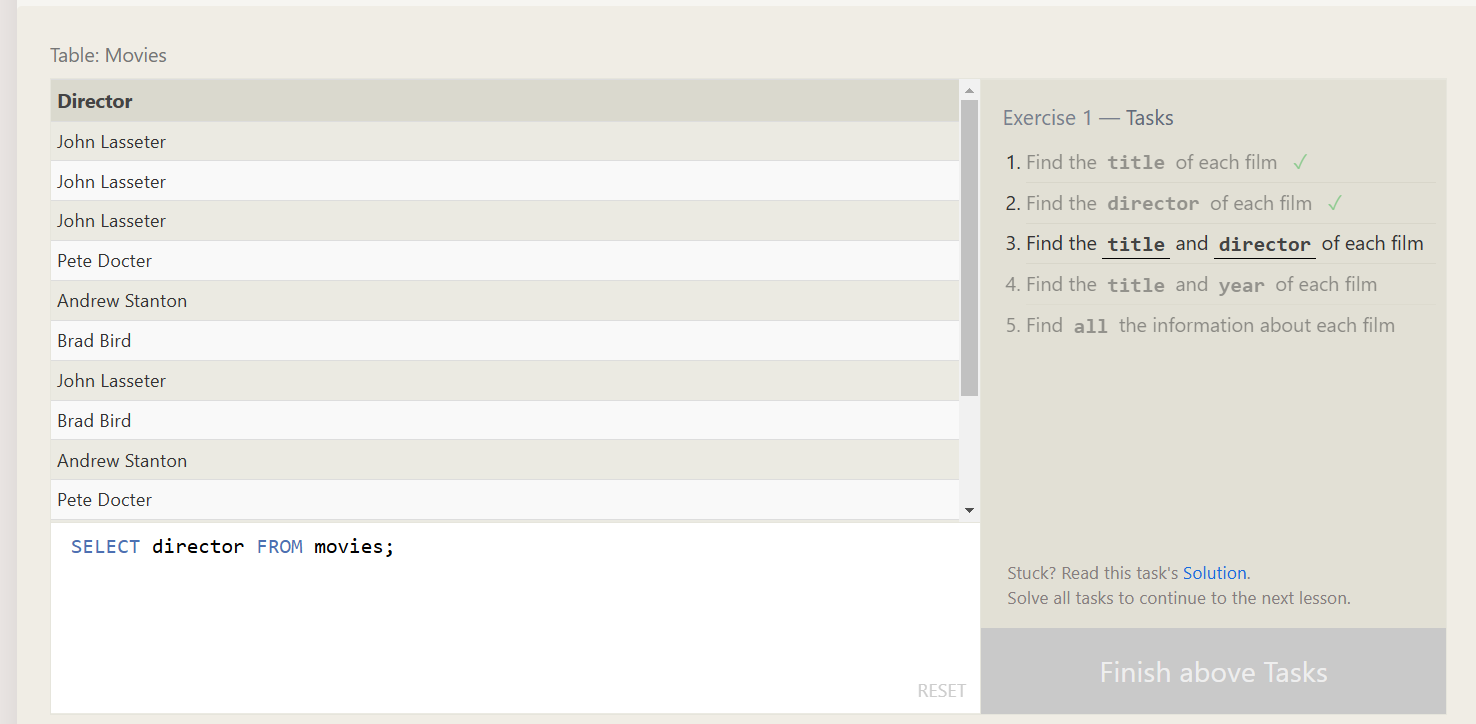 Table: Movies
Director
John Lasseter
John Lasseter
John Lasseter
Pete Docter
Andrew Stanton
Brad Bird
John Lasseter
Brad Bird
Andrew Stanton
Pete Docter
SELECT director FROM movies;
RESET
Exercise 1 — Tasks
1. Find the title of each film ✓
2. Find the director of each film ✓
3. Find the title and director of each film
4. Find the title and year of each film
5. Find all the information about each film
Stuck? Read this task's Solution.
Solve all tasks to continue to the next lesson.
Finish above Tasks